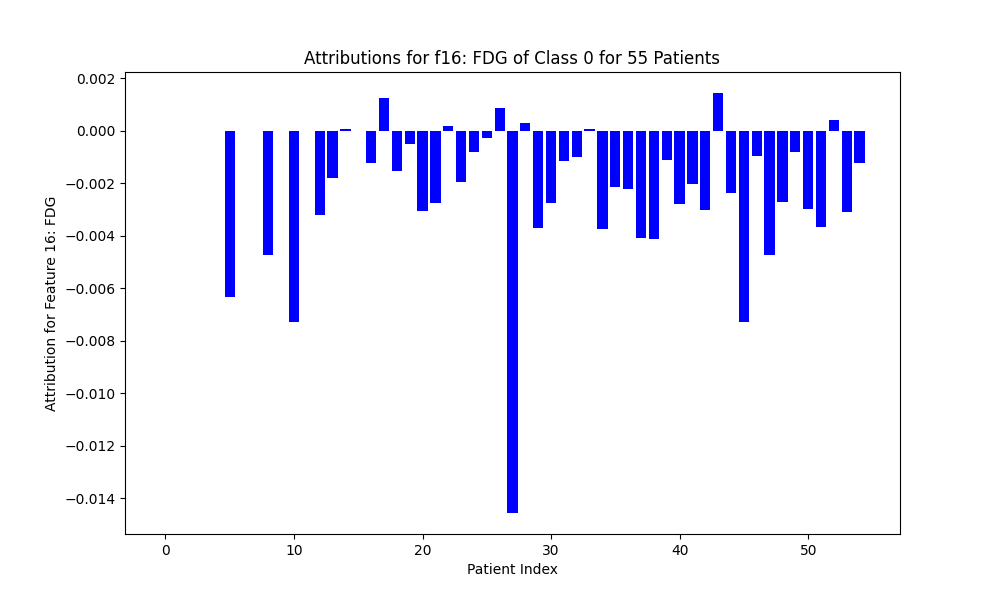 Attributions for f16: FDG of Class 0 for 55 Patients
0.002
0.000
−0.002
−0.004
−0.006
−0.008
−0.010
−0.012
−0.014
Attribution for Feature 16: FDG
0 10 20 30 40 50
Patient Index